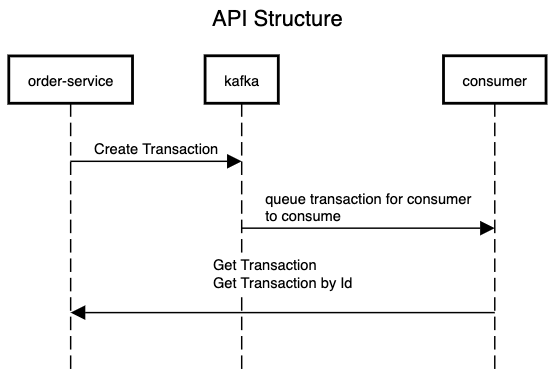 API Structure
order-service
kafka
consumer
Create Transaction
queue transaction for consumer
to consume
Get Transaction
Get Transaction by Id